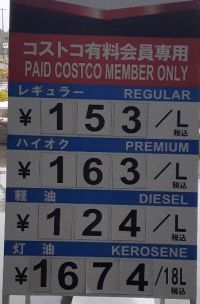 コストコ有料会員専用
PAID COSTCO MEMBER ONLY
レギュラー REGULAR
¥153/L 税込
ハイオク PREMIUM
¥163/L 税込
軽油 DIESEL
¥124/L 税込
灯油 KEROSENE
¥1674/18L 税込